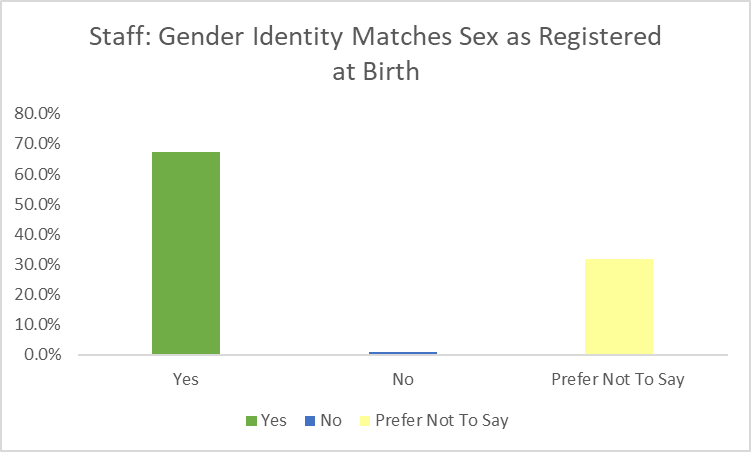 Staff: Gender Identity Matches Sex as Registered
at Birth
80.0%
70.0%
60.0%
50.0%
40.0%
30.0%
20.0%
10.0%
0.0%
Yes No Prefer Not To Say
Yes No Prefer Not To Say